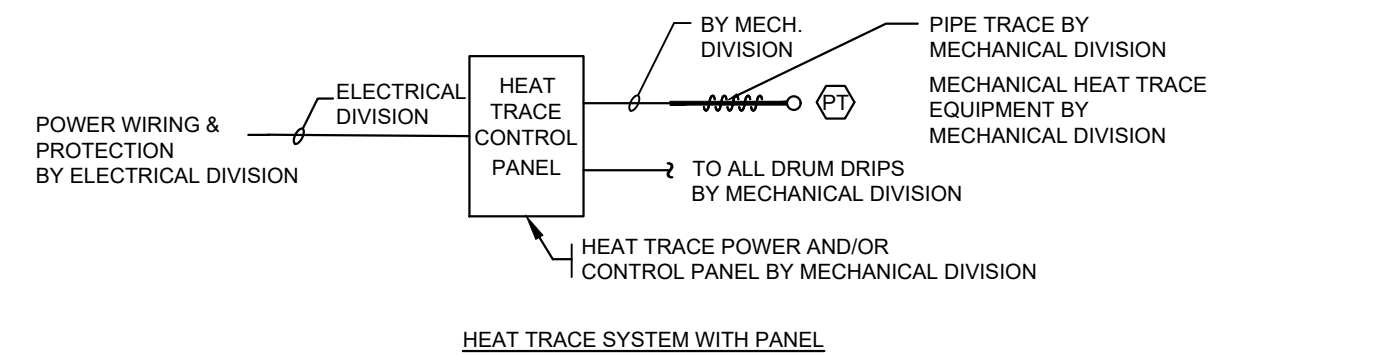 POWER WIRING &
PROTECTION
BY ELECTRICAL DIVISION
ELECTRICAL
DIVISION
HEAT
TRACE
CONTROL
PANEL
BY MECH.
DIVISION
PIPE TRACE BY
MECHANICAL DIVISION
PT
MECHANICAL HEAT TRACE
EQUIPMENT BY
MECHANICAL DIVISION
TO ALL DRUM DRIPS
BY MECHANICAL DIVISION
HEAT TRACE POWER AND/OR
CONTROL PANEL BY MECHANICAL DIVISION
HEAT TRACE SYSTEM WITH PANEL